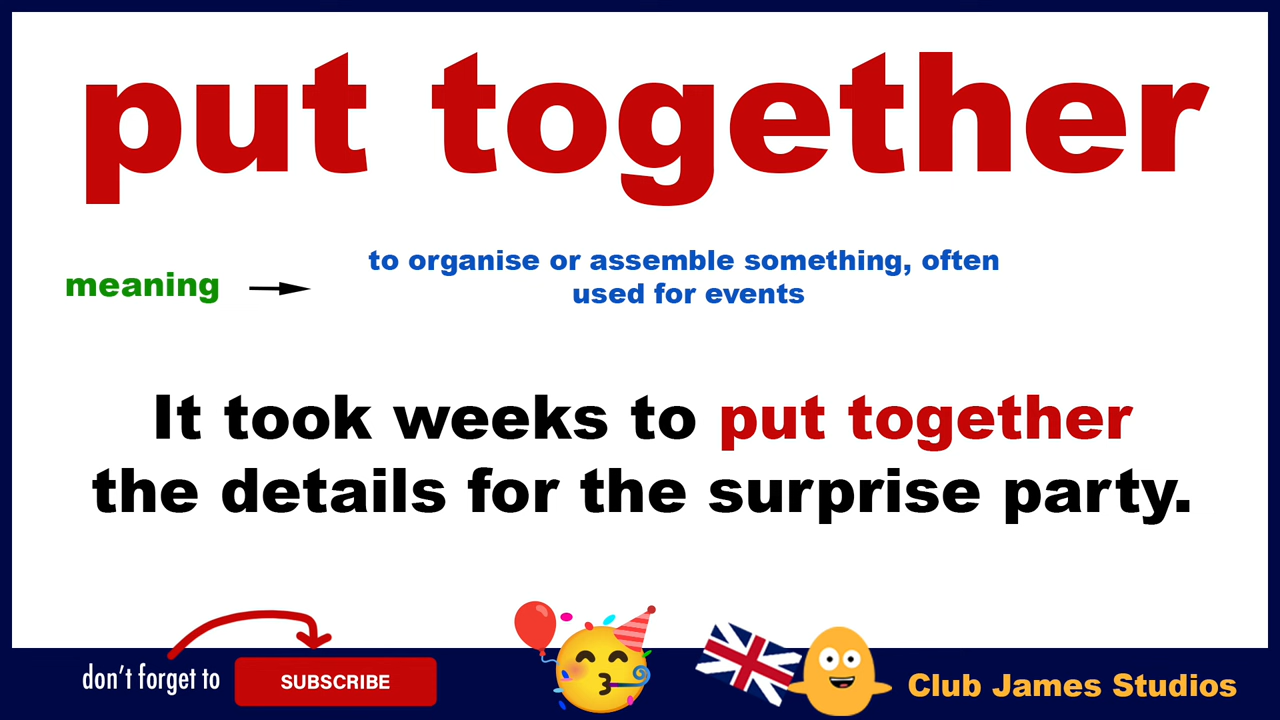 put together
meaning
to organise or assemble something, often
used for events
It took weeks to put together
the details for the surprise party.
don't forget to
SUBSCRIBE
Club James Studios